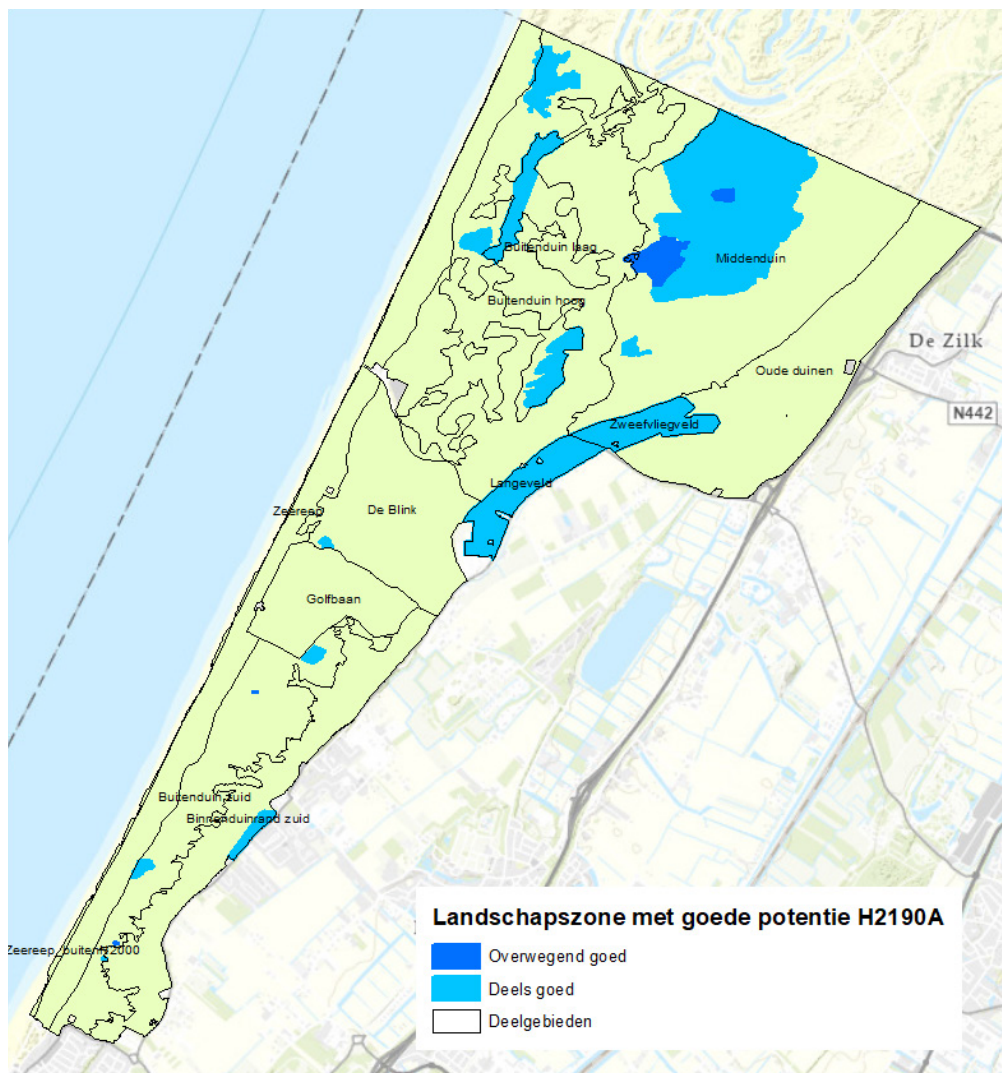 Buitenduin laag
Middenduin
Buitenduin hoog
De Zilk
Oude duinen
N442
Zweefvliegveld
Langeveld
Zeereep
De Blink
Golfbaan
Buitenduin zuid
Binnenduinrand zuid
Zeereep_buitenN2000
Landschapszone met goede potentie H2190A
Overwegend goed
Deels goed
Deelgebieden